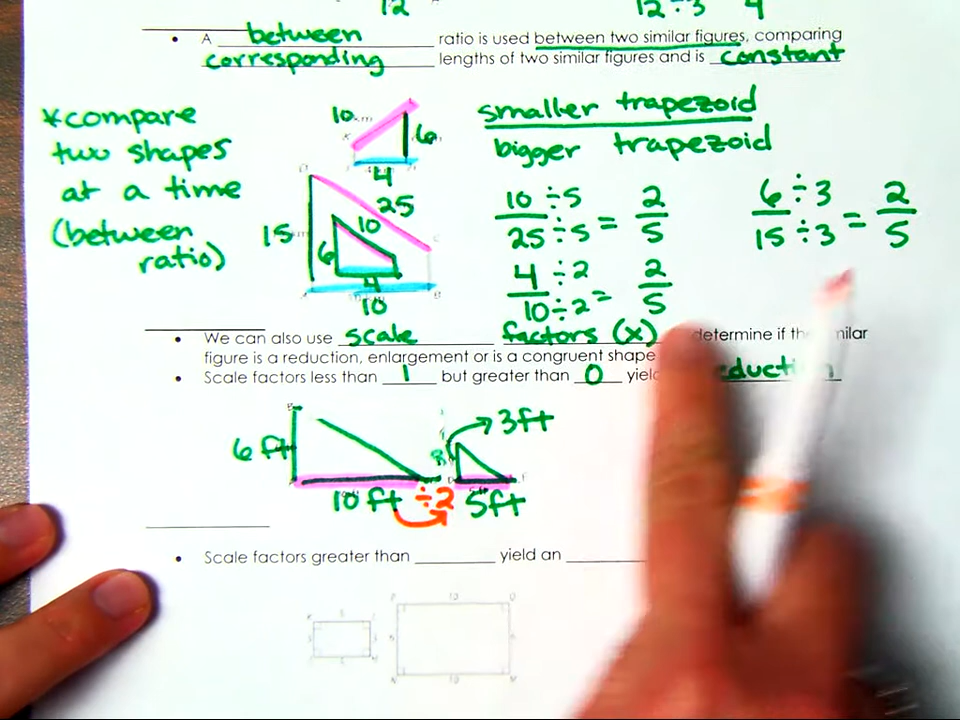 12 12÷3 4
• A between ratio is used between two similar figures, comparing
corresponding lengths of two similar figures and is constant
*compare
two shapes
at a time
(between
ratio)
10
6
4
25
15
10
6
4
10
smaller trapezoid
bigger trapezoid
10 ÷5 2
25 ÷5 = 5
4 ÷2 2
10 ÷2 = 5
6 ÷3 2
15 ÷3 = 5
• We can also use scale factors (x) determine if the
figure is a reduction, enlargement or is a congruent shape
• Scale factors less than 1 but greater than 0
6 ft
10 ft
÷2
5ft
3ft
• Scale factors greater than yield an
10
10